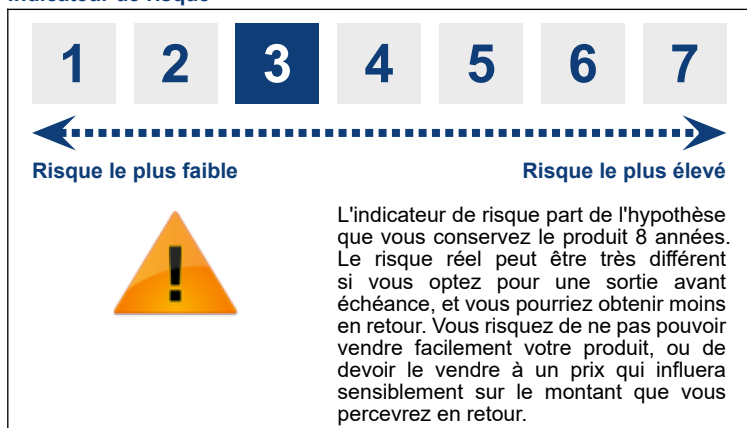 1 2 3 4 5 6 7
Risque le plus faible Risque le plus élevé
L'indicateur de risque part de l'hypothèse
que vous conservez le produit 8 années.
Le risque réel peut être très différent
si vous optez pour une sortie avant
échéance, et vous pourriez obtenir moins
en retour. Vous risquez de ne pas pouvoir
vendre facilement votre produit, ou de
devoir le vendre à un prix qui influera
sensiblement sur le montant que vous
percevrez en retour.